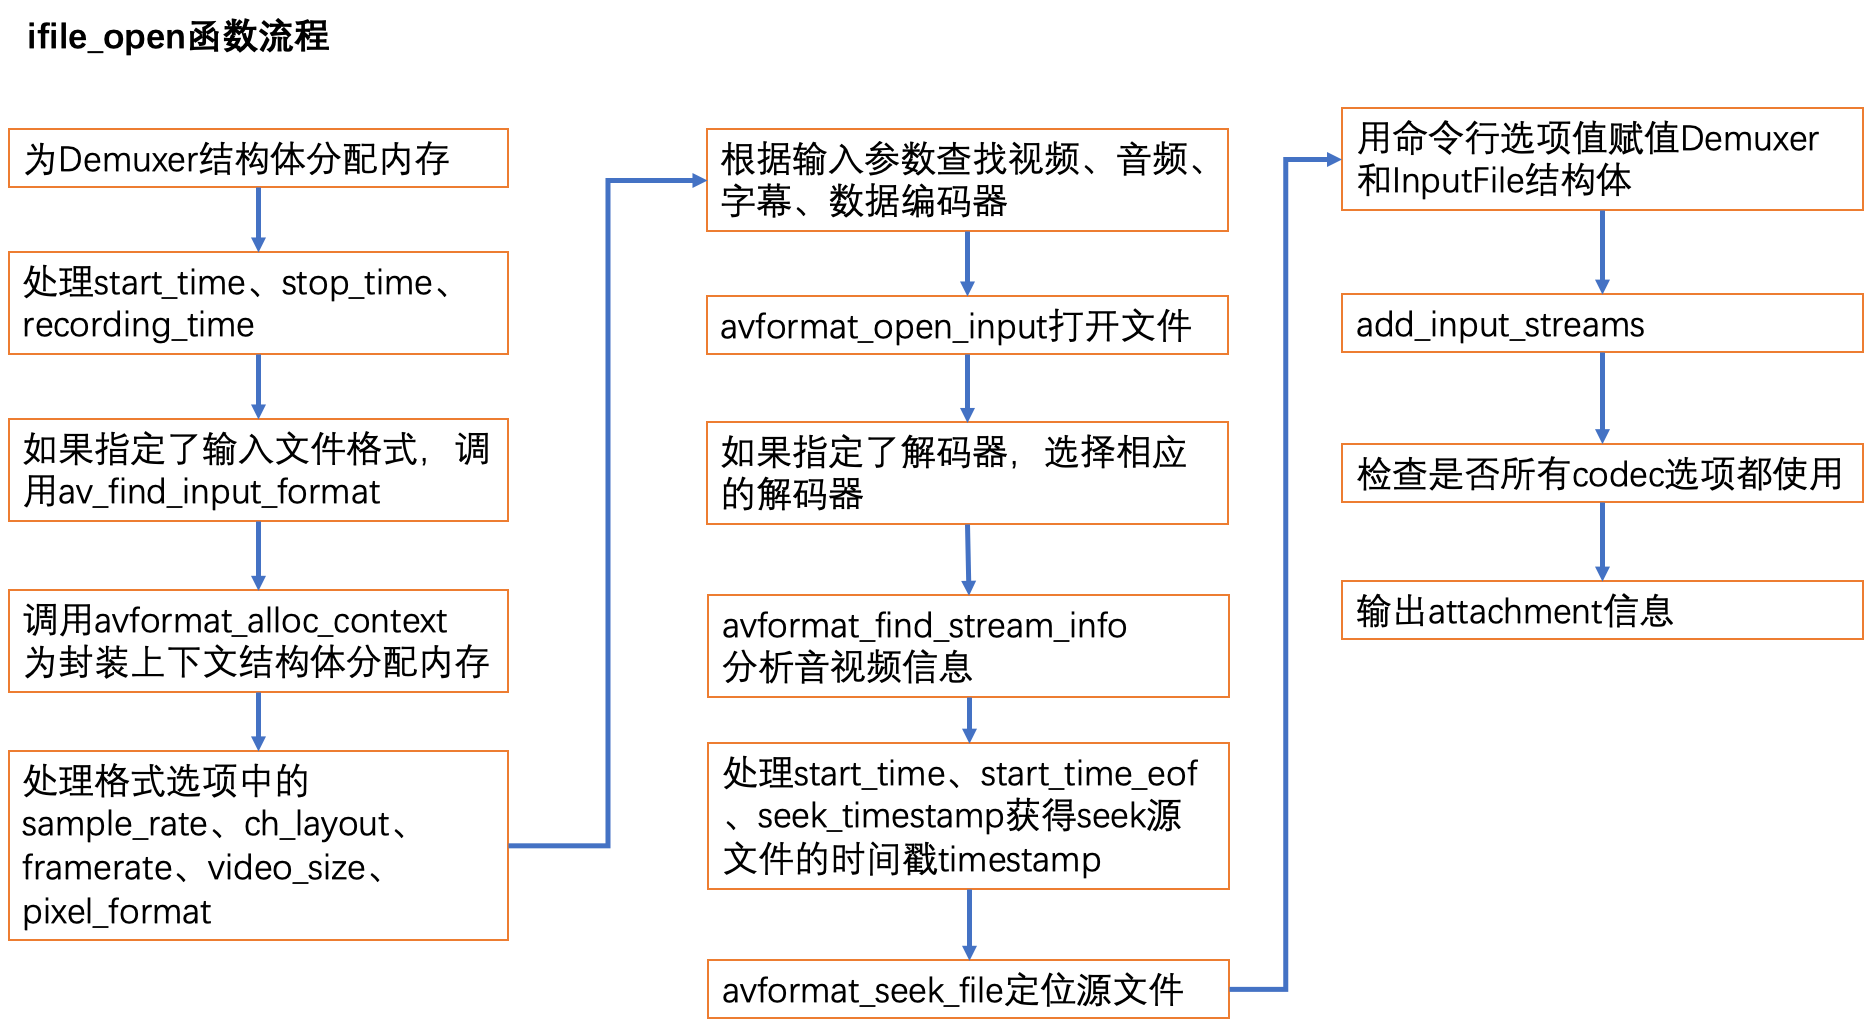 ifile_open函数流程
为Demuxer结构体分配内存
处理start_time、stop_time、
recording_time
如果指定了输入文件格式，调
用av_find_input_format
调用avformat_alloc_context
为封装上下文结构体分配内存
处理格式选项中的
sample_rate、ch_layout、
framerate、video_size、
pixel_format
根据输入参数查找视频、音频、
字幕、数据编码器
avformat_open_input打开文件
如果指定了解码器，选择相应
的解码器
avformat_find_stream_info
分析音视频信息
处理start_time、start_time_eof
、seek_timestamp获得seek源
文件的时间戳timestamp
avformat_seek_file定位源文件
用命令行选项值赋值Demuxer
和InputFile结构体
add_input_streams
检查是否所有codec选项都使用
输出attachment信息